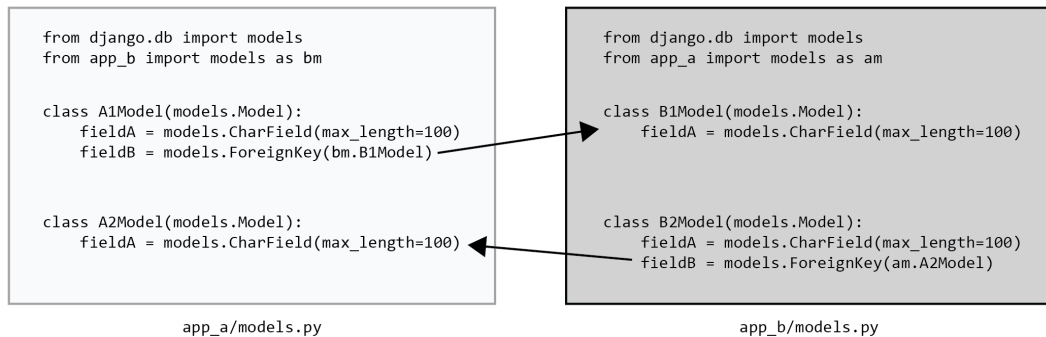 from django.db import models
from app_b import models as bm
class A1Model(models.Model):
    fieldA = models.CharField(max_length=100)
    fieldB = models.ForeignKey(bm.B1Model)
class A2Model(models.Model):
    fieldA = models.CharField(max_length=100)
app_a/models.py
from django.db import models
from app_a import models as am
class B1Model(models.Model):
    fieldA = models.CharField(max_length=100)
class B2Model(models.Model):
    fieldA = models.CharField(max_length=100)
    fieldB = models.ForeignKey(am.A2Model)
app_b/models.py